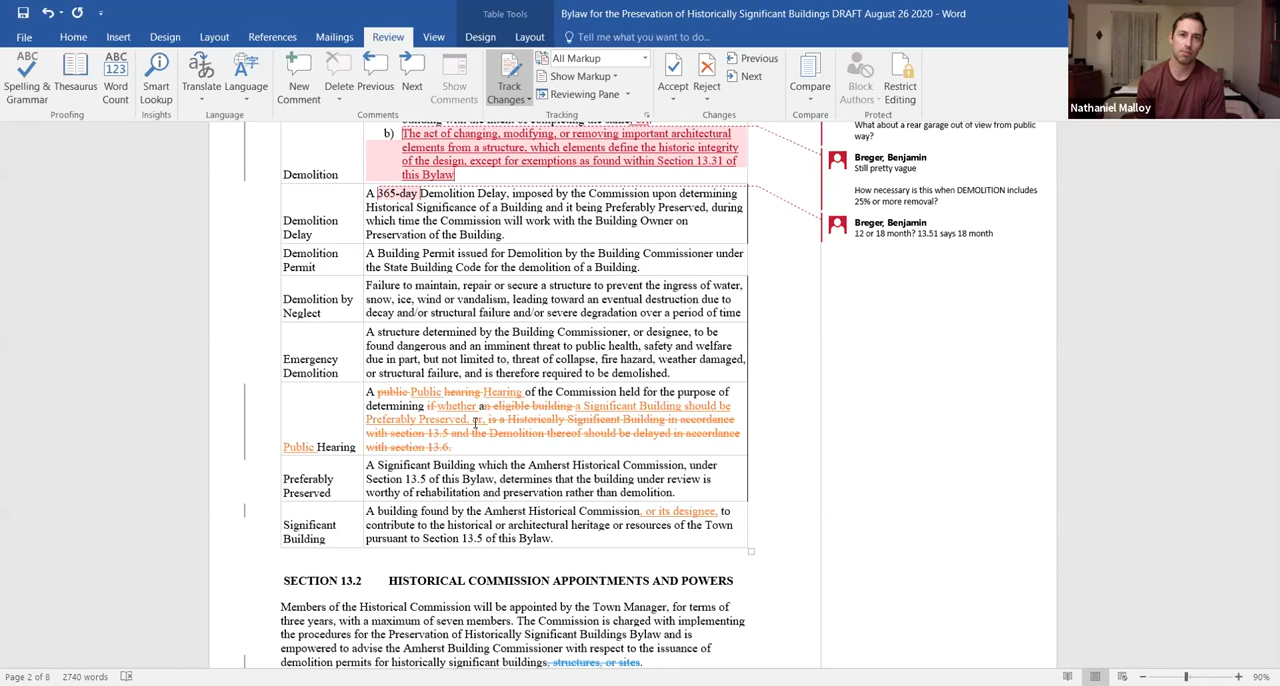 Table Tools
Bylaw for the Presevation of Historically Significant Buildings DRAFT August 26 2020 - Word
File Home Insert Design Layout References Mailings Review View Design Layout Tell me what you want to do...
ABC ABC 123
Spelling & Grammar Thesaurus Word Count Smart Lookup Translate Language New Comment Delete Previous Next Show Comments Track Changes All Markup Show Markup Reviewing Pane Accept Reject Previous Next Compare Block Authors Restrict Editing
Proofing Insights Language Comments Tracking Changes Compare Protect
Nathaniel Malloy
building with the intent of completing the same, or:
b) The act of changing, modifying, or removing important architectural
elements from a structure, which elements define the historic integrity
of the design, except for exemptions as found within Section 13.31 of
Demolition this Bylaw
A 365-day Demolition Delay, imposed by the Commission upon determining
Historical Significance of a Building and it being Preferably Preserved, during
Demolition which time the Commission will work with the Building Owner on
Delay Preservation of the Building.
Demolition A Building Permit issued for Demolition by the Building Commissioner under
Permit the State Building Code for the demolition of a Building.
Failure to maintain, repair or secure a structure to prevent the ingress of water,
Demolition by snow, ice, wind or vandalism, leading toward an eventual destruction due to
Neglect decay and/or structural failure and/or severe degradation over a period of time
A structure determined by the Building Commissioner, or designee, to be
found dangerous and an imminent threat to public health, safety and welfare
Emergency due in part, but not limited to, threat of collapse, fire hazard, weather damaged,
Demolition or structural failure, and is therefore required to be demolished.
A public Public hearing Hearing of the Commission held for the purpose of
determining if whether an eligible building a Significant Building should be
Preferably Preserved, or, is a Historically Significant Building in accordance
with section 13.5 and the Demolition thereof should be delayed in accordance
Public Hearing with section 13.6.
A Significant Building which the Amherst Historical Commission, under
Preferably Section 13.5 of this Bylaw, determines that the building under review is
Preserved worthy of rehabilitation and preservation rather than demolition.
A building found by the Amherst Historical Commission, or its designee, to
Significant contribute to the historical or architectural heritage or resources of the Town
Building pursuant to Section 13.5 of this Bylaw.
SECTION 13.2 HISTORICAL COMMISSION APPOINTMENTS AND POWERS
Members of the Historical Commission will be appointed by the Town Manager, for terms of
three years, with a maximum of seven members. The Commission is charged with implementing
the procedures for the Preservation of Historically Significant Buildings Bylaw and is
empowered to advise the Amherst Building Commissioner with respect to the issuance of
demolition permits for historically significant buildings, structures, or sites.
What about a rear garage out of view from public
way?
Breger, Benjamin
Still pretty vague
How necessary is this when DEMOLITION includes
25% or more removal?
Breger, Benjamin
12 or 18 month? 13.51 says 18 month
Page 2 of 8 2740 words 90%